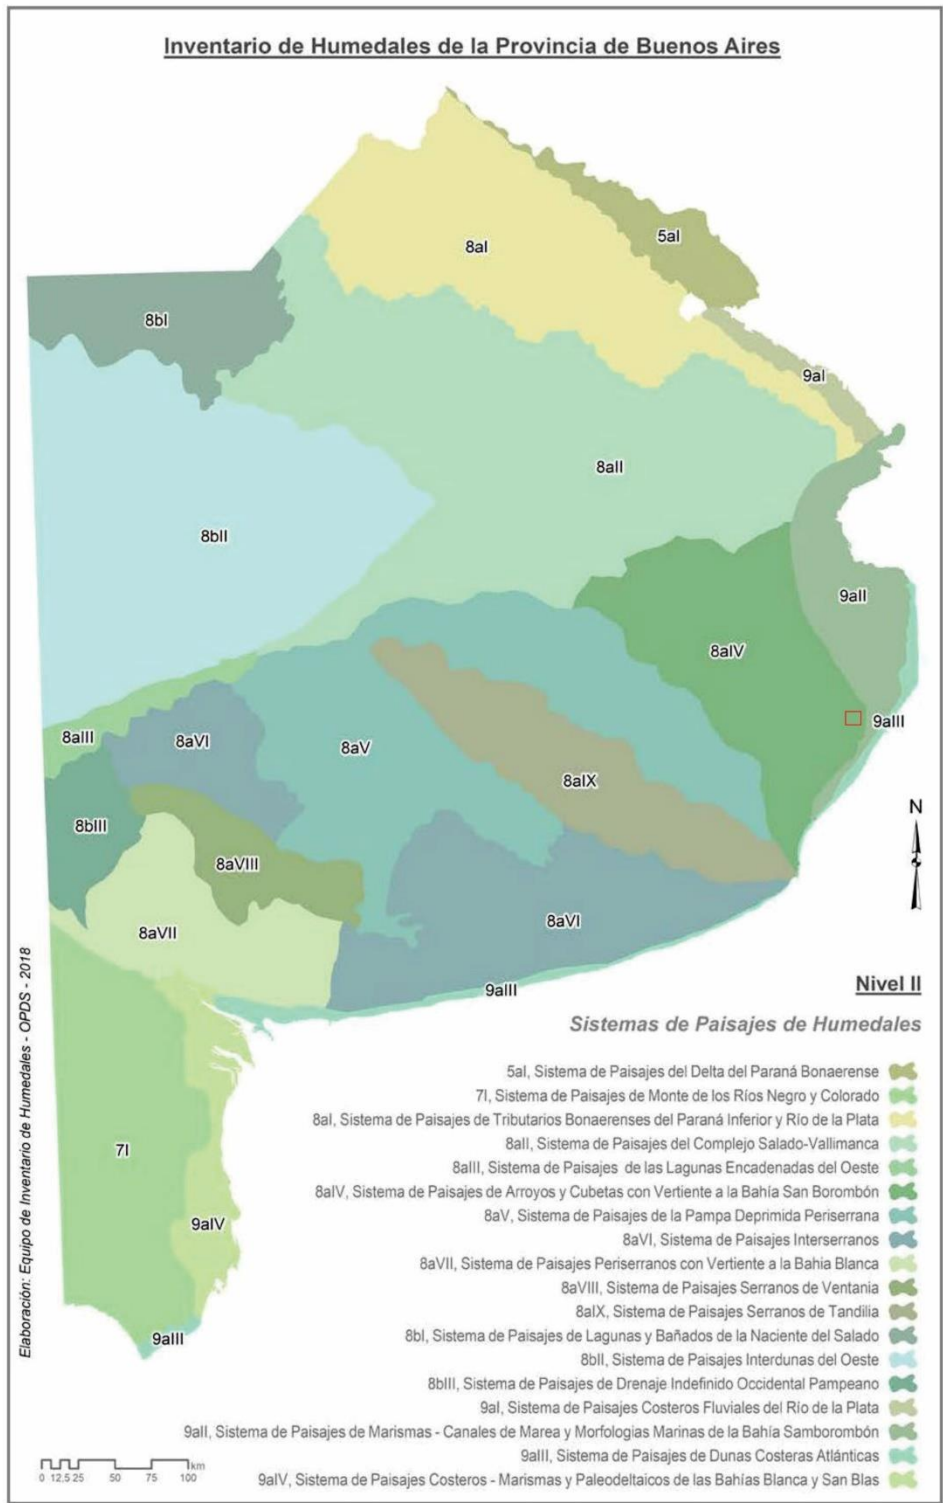 Inventario de Humedales de la Provincia de Buenos Aires
5aI
8aI
8bI
9aI
8aII
8bII
9aII
8aIV
9aIII
8aIII
8aVI
8aV
8aIX
N
8bIII
8aVIII
8aVI
8aVII
9aIII
7I
9aIV
9aIII
Elaboración: Equipo de Inventario de Humedales - OPDS - 2018
Nivel II
Sistemas de Paisajes de Humedales
5aI, Sistema de Paisajes del Delta del Paraná Bonaerense
7I, Sistema de Paisajes de Monte de los Ríos Negro y Colorado
8aI, Sistema de Paisajes de Tributarios Bonaerenses del Paraná Inferior y Río de la Plata
8aII, Sistema de Paisajes del Complejo Salado-Vallimanca
8aIII, Sistema de Paisajes de las Lagunas Encadenadas del Oeste
8aIV, Sistema de Paisajes de Arroyos y Cubetas con Vertiente a la Bahía San Borombón
8aV, Sistema de Paisajes de la Pampa Deprimida Periserrana
8aVI, Sistema de Paisajes Interserranos
8aVII, Sistema de Paisajes Periserranos con Vertiente a la Bahia Blanca
8aVIII, Sistema de Paisajes Serranos de Ventania
8aIX, Sistema de Paisajes Serranos de Tandilia
8bI, Sistema de Paisajes de Lagunas y Bañados de la Naciente del Salado
8bII, Sistema de Paisajes Interdunas del Oeste
8bIII, Sistema de Paisajes de Drenaje Indefinido Occidental Pampeano
9aI, Sistema de Paisajes Costeros Fluviales del Río de la Plata
9aII, Sistema de Paisajes de Marismas - Canales de Marea y Morfologias Marinas de la Bahía Samborombón
9aIII, Sistema de Paisajes de Dunas Costeras Atlánticas
9aIV, Sistema de Paisajes Costeros - Marismas y Paleodeltaicos de las Bahías Blanca y San Blas
km
0 12,5 25 50 75 100